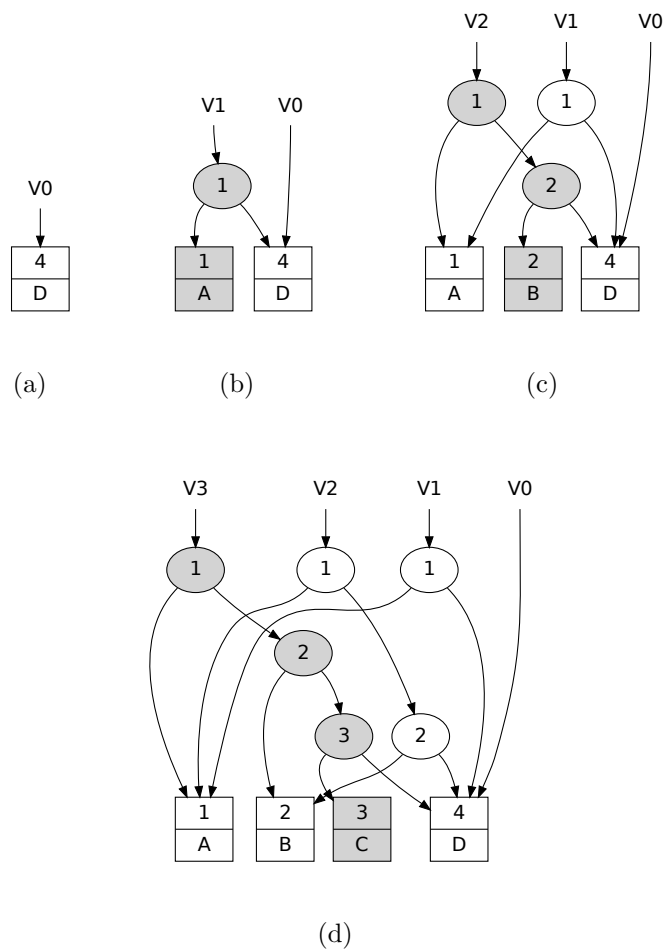 V2 V1 V0
1 1
V1 V0
V0 1 2
4 1 4 1 2 4
D A D A B D
(a) (b) (c)
V3 V2 V1 V0
1 1 1
2
3 2
1 2 3 4
A B C D
(d)